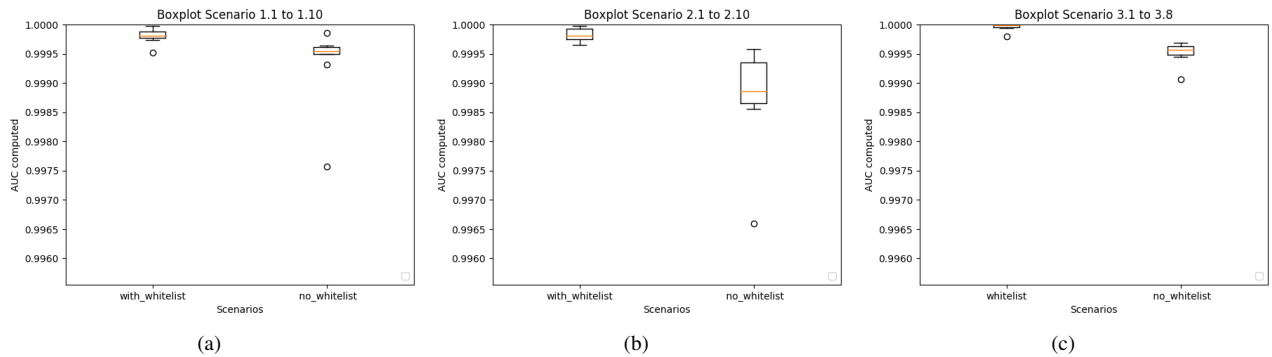 Boxplot Scenario 1.1 to 1.10
1.0000
0.9995
0.9990
0.9985
0.9980
0.9975
0.9970
0.9965
0.9960
AUC computed
with_whitelist
no_whitelist
Scenarios
(a)
Boxplot Scenario 2.1 to 2.10
1.0000
0.9995
0.9990
0.9985
0.9980
0.9975
0.9970
0.9965
0.9960
AUC computed
with_whitelist
no_whitelist
Scenarios
(b)
Boxplot Scenario 3.1 to 3.8
1.0000
0.9995
0.9990
0.9985
0.9980
0.9975
0.9970
0.9965
0.9960
AUC computed
whitelist
no_whitelist
Scenarios
(c)